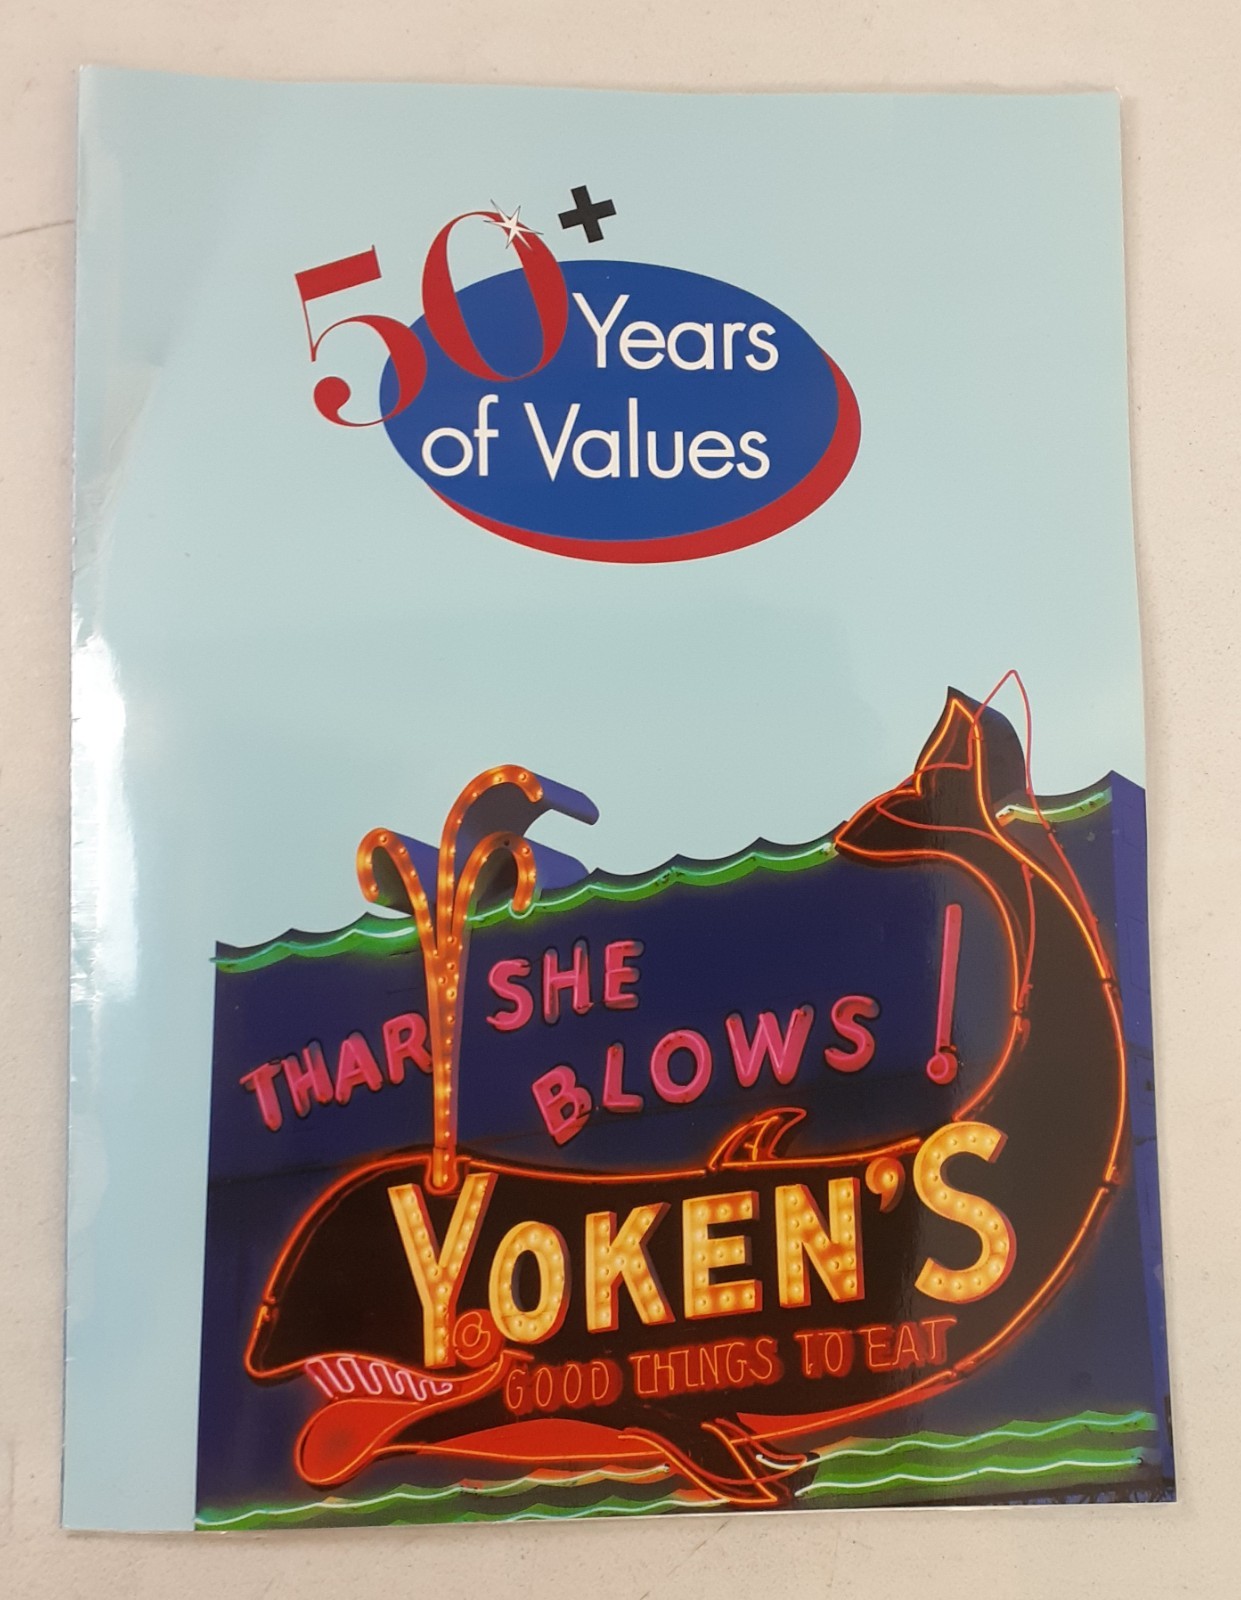 50+ Years
of Values
THAR SHE
BLOWS!
YOKEN'S
GOOD THINGS TO EAT